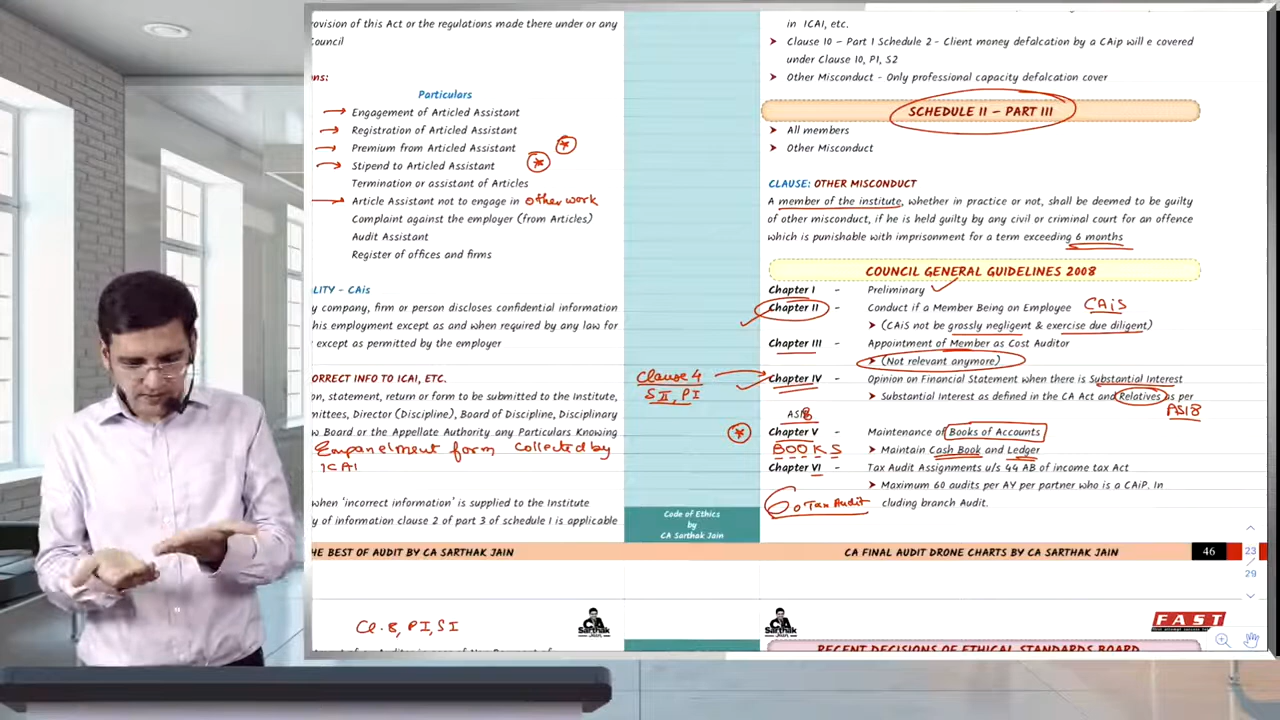 rovision of this Act or the regulations made there under or any
Council
ns:
Particulars
Engagement of Articled Assistant
Registration of Articled Assistant
Premium from Articled Assistant
Stipend to Articled Assistant
Termination or assistant of Articles
Article Assistant not to engage in other work
Complaint against the employer (from Articles)
Audit Assistant
Register of offices and firms
LITY - CAis
y company, firm or person discloses confidential information
his employment except as and when required by any law for
except as permitted by the employer
ORRECT INFO TO ICAI, ETC.
on, statement, return or form to be submitted to the Institute,
mittees, Director (Discipline), Board of Discipline, Disciplinary
w Board or the Appellate Authority any Particulars Knowing
Empanelment form collected by
ICAI
when 'incorrect information' is supplied to the Institute
y of information clause 2 of part 3 of schedule 1 is applicable
HE BEST OF AUDIT BY CA SARTHAK JAIN
Cl. 8, PI, SI
Clause 4
SII, PI
Code of Ethics
by
CA Sarthak Jain
in ICAI, etc.
➤ Clause 10 – Part 1 Schedule 2 - Client money defalcation by a CAip will e covered
under Clause 10, P1, S2
➤ Other Misconduct - Only professional capacity defalcation cover
SCHEDULE II – PART III
➤ All members
➤ Other Misconduct
CLAUSE: OTHER MISCONDUCT
A member of the institute, whether in practice or not, shall be deemed to be guilty
of other misconduct, if he is held guilty by any civil or criminal court for an offence
which is punishable with imprisonment for a term exceeding 6 months
COUNCIL GENERAL GUIDELINES 2008
Chapter I - Preliminary
Chapter II - Conduct if a Member Being on Employee CAiS
➤ (CAiS not be grossly negligent & exercise due diligent)
Chapter III - Appointment of Member as Cost Auditor
➤ (Not relevant anymore)
Chapter IV - Opinion on Financial Statement when there is Substantial Interest
➤ Substantial Interest as defined in the CA Act and Relatives as per
AS18 AS18
Chapter V - Maintenance of Books of Accounts
BOOKS ➤ Maintain Cash Book and Ledger
Chapter VI - Tax Audit Assignments u/s 44 AB of income tax Act
➤ Maximum 60 audits per AY per partner who is a CAiP. In
60 Tax Audit cluding branch Audit.
CA FINAL AUDIT DRONE CHARTS BY CA SARTHAK JAIN 46
23
29
Sarthak
Jain
Sarthak
Jain
FAST
RECENT DECISIONS OF ETHICAL STANDARDS BOARD